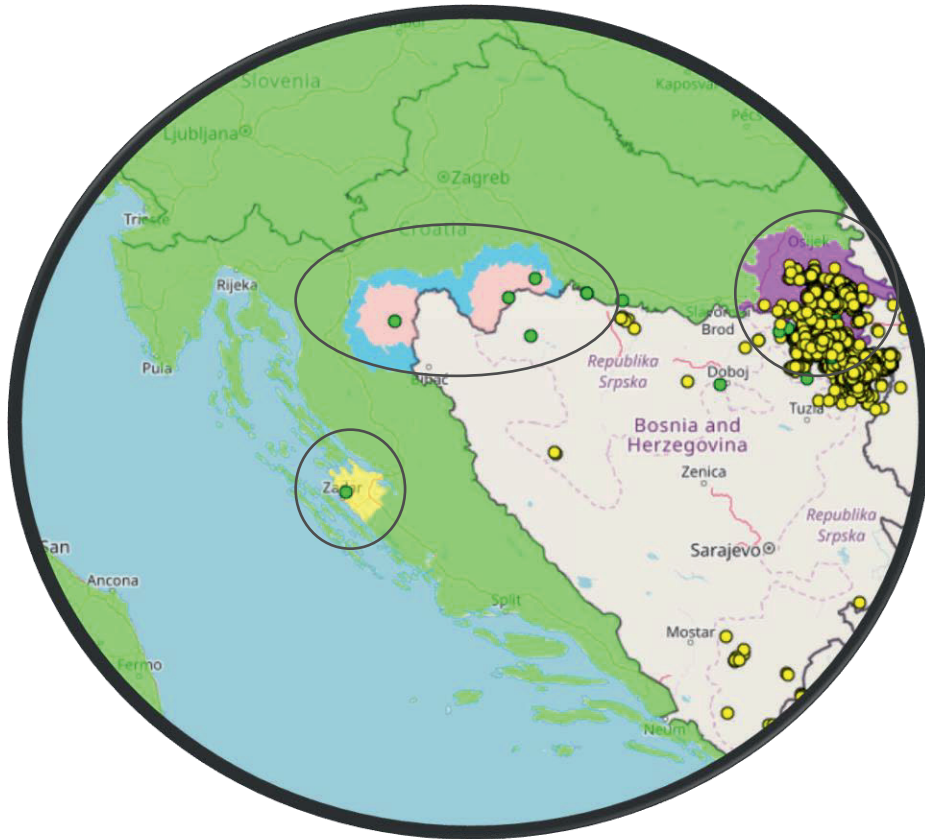 Slovenia
Kaposvár
Pécs
Ljubljana
Zagreb
Trieste
Croatia
Osijek
Rijeka
Slavonski
Brod
Republika
Srpska
Pula
Bihać
Doboj
Tuzla
Bosnia and
Herzegovina
Zadar
Zenica
Republika
Srpska
San
Sarajevo
Ancona
Split
Mostar
Fermo
Neum